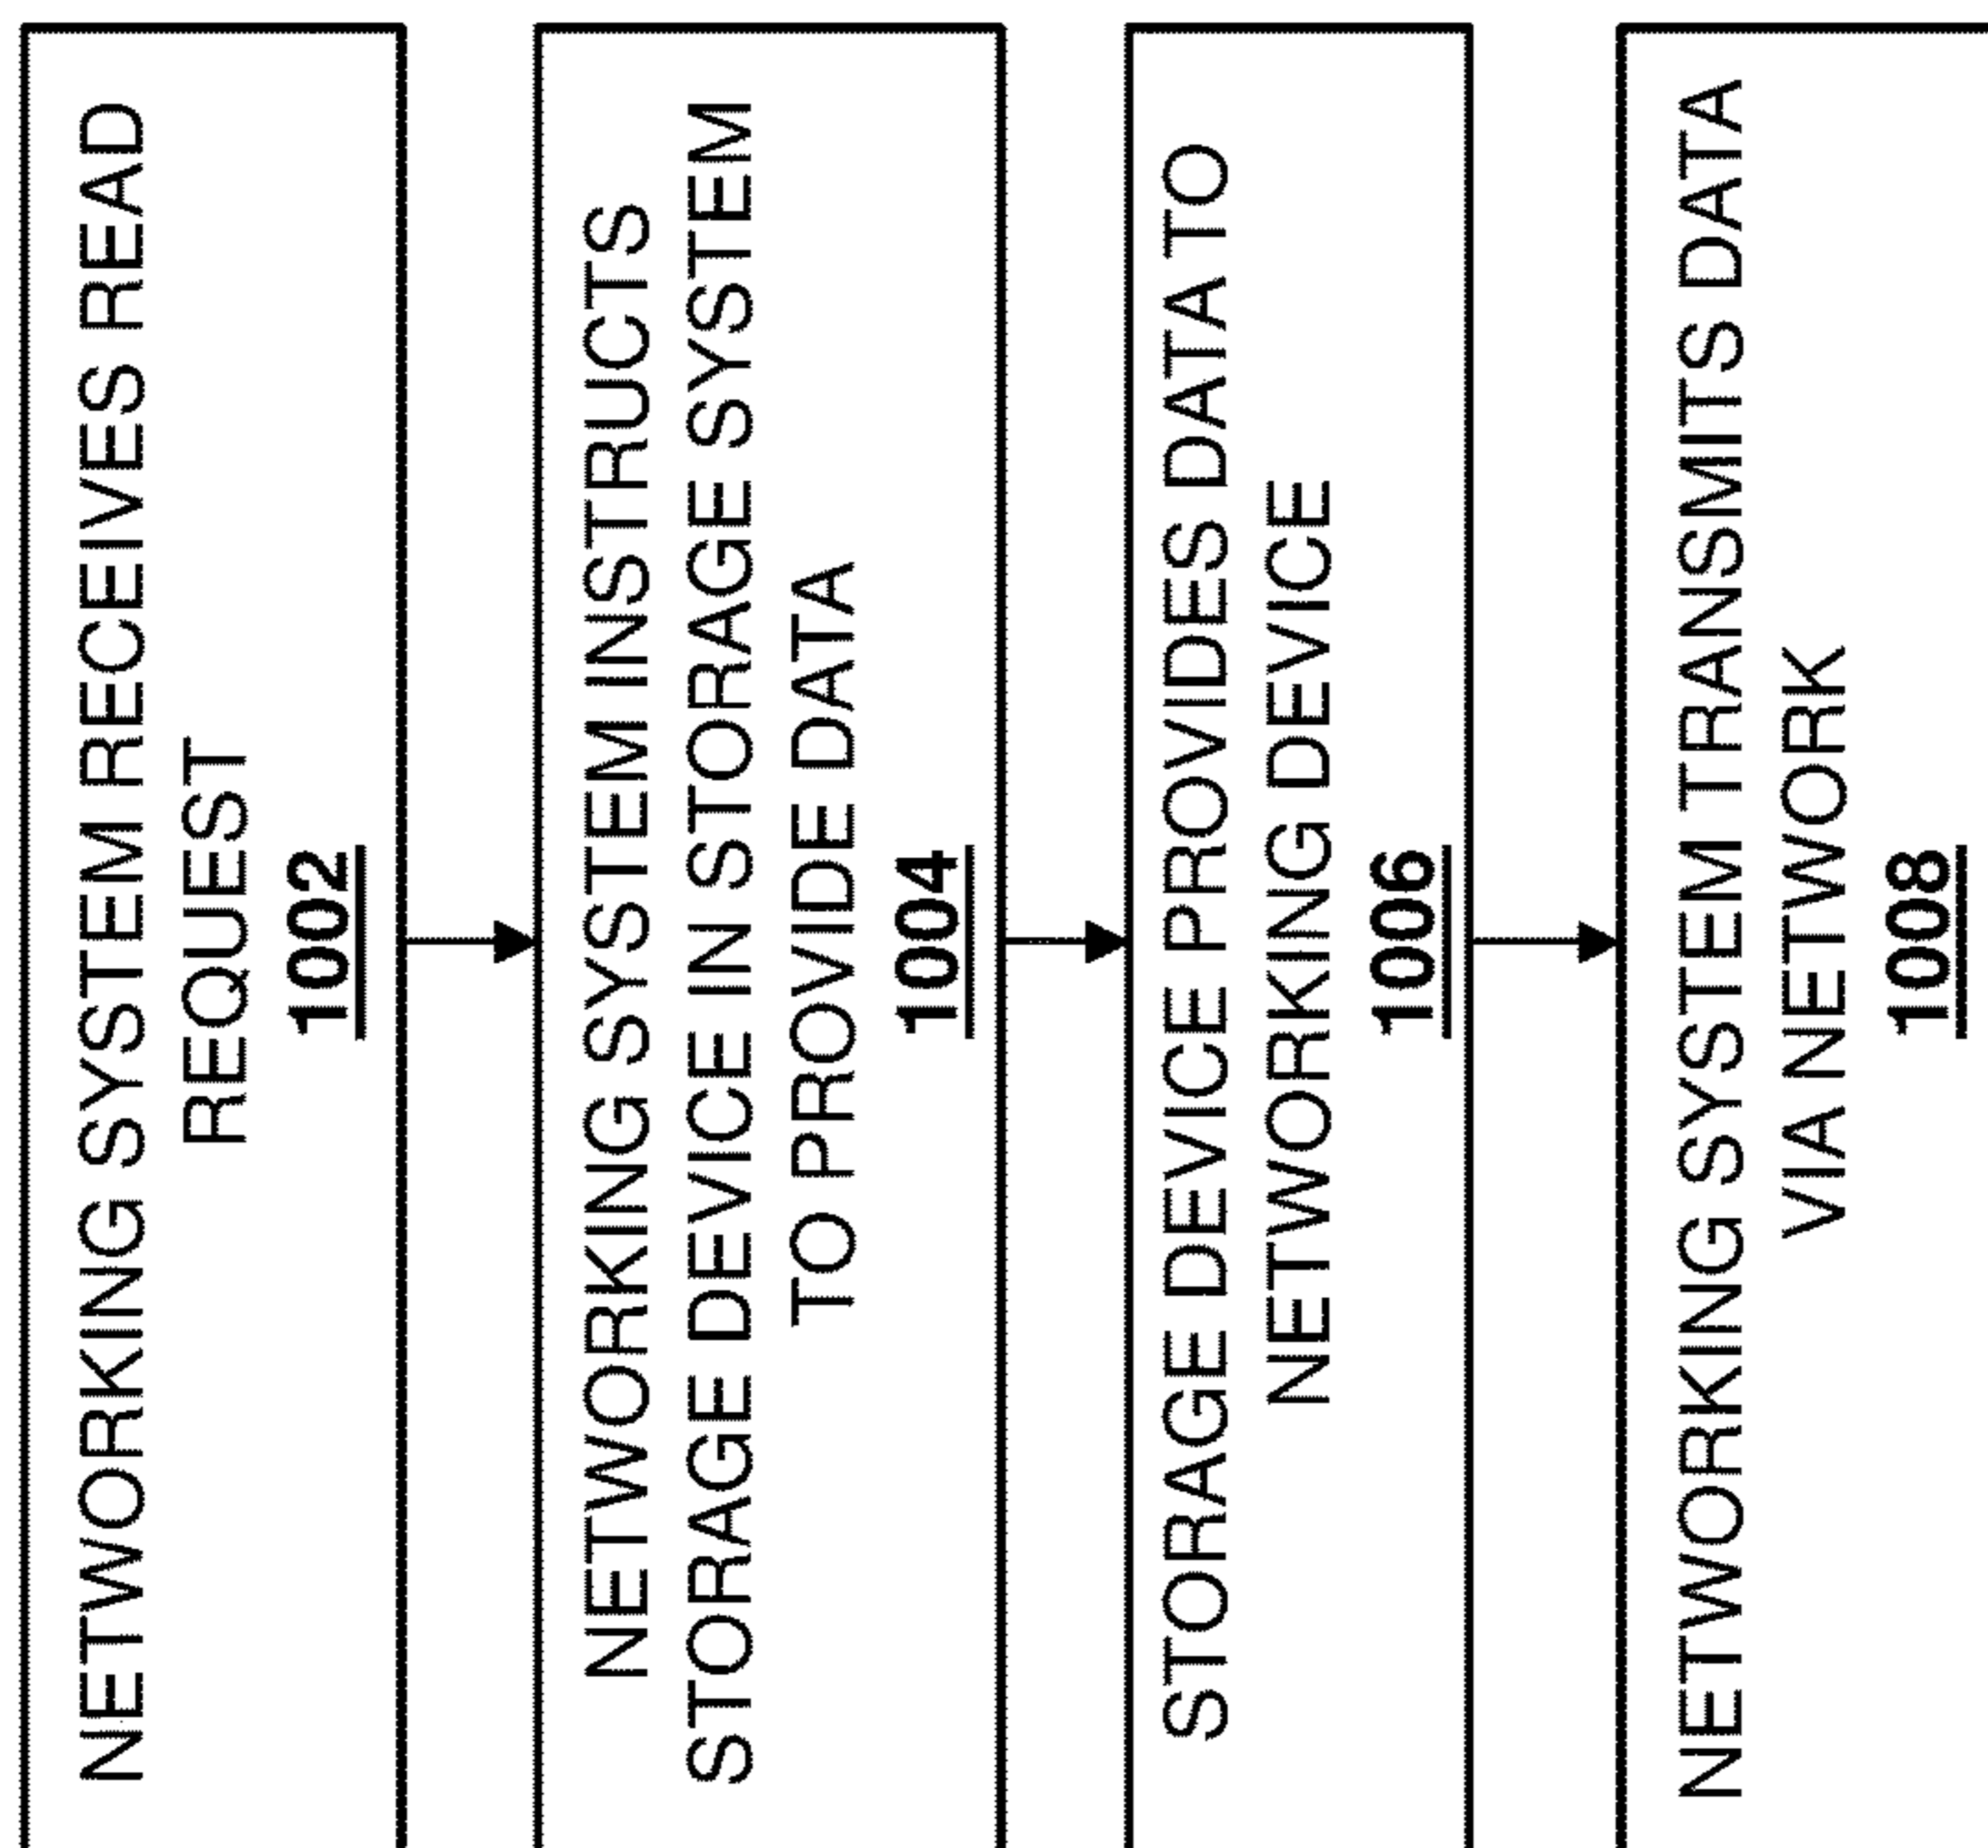 NETWORKING SYSTEM RECEIVES READ
REQUEST
1002
NETWORKING SYSTEM INSTRUCTS
STORAGE DEVICE IN STORAGE SYSTEM
TO PROVIDE DATA
1004
STORAGE DEVICE PROVIDES DATA TO
NETWORKING DEVICE
1006
NETWORKING SYSTEM TRANSMITS DATA
VIA NETWORK
1008